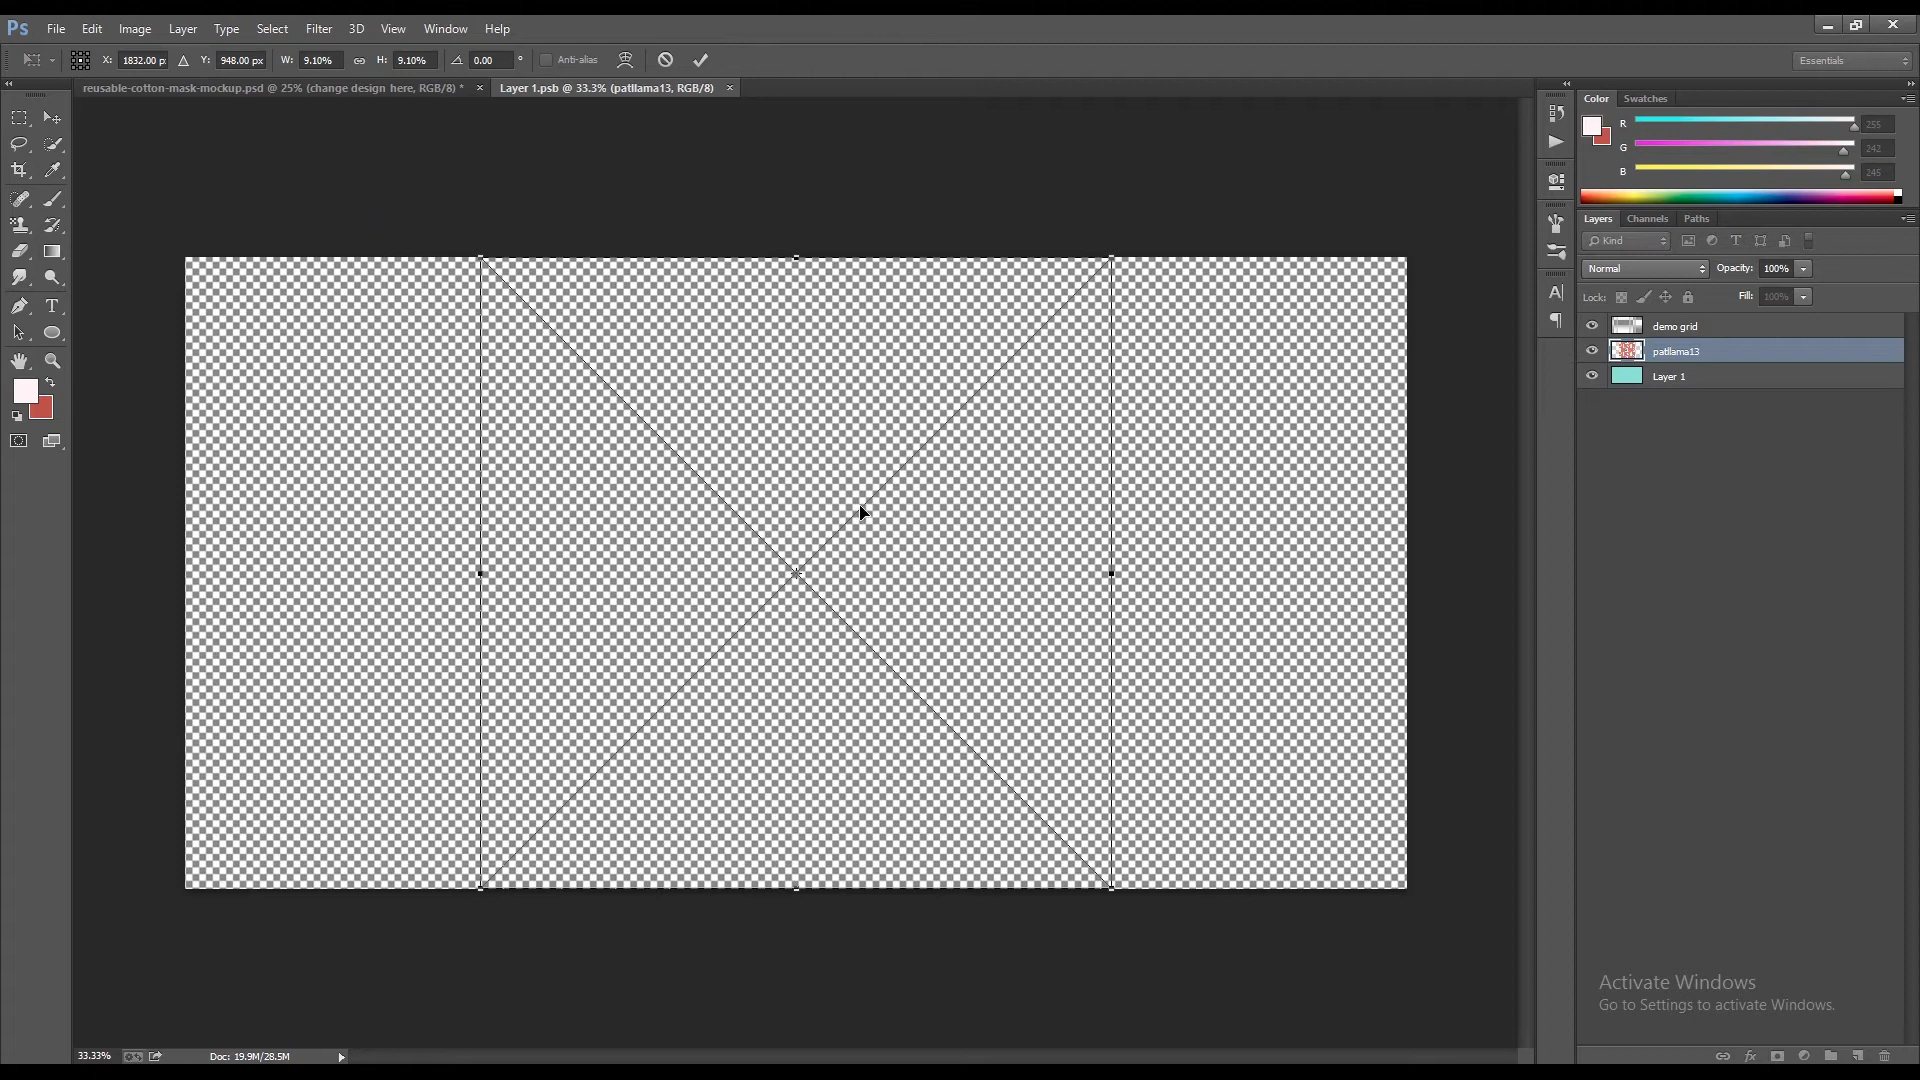 Ps File Edit Image Layer Type Select Filter 3D View Window Help
X: 1832.00 p Y: 948.00 px W: 9.10% H: 9.10% 0.00 ° Anti-alias Essentials
reusable-cotton-mask-mockup.psd @ 25% (change design here, RGB/8) * × Layer 1.psb @ 33.3% (patllama13, RGB/8) ×
Color Swatches
R 255
G 242
B 245
Layers Channels Paths
Kind
Normal Opacity: 100%
Lock: Fill: 100%
demo grid
patllama13
Layer 1
Activate Windows
Go to Settings to activate Windows.
33.33% Doc: 19.9M/28.5M